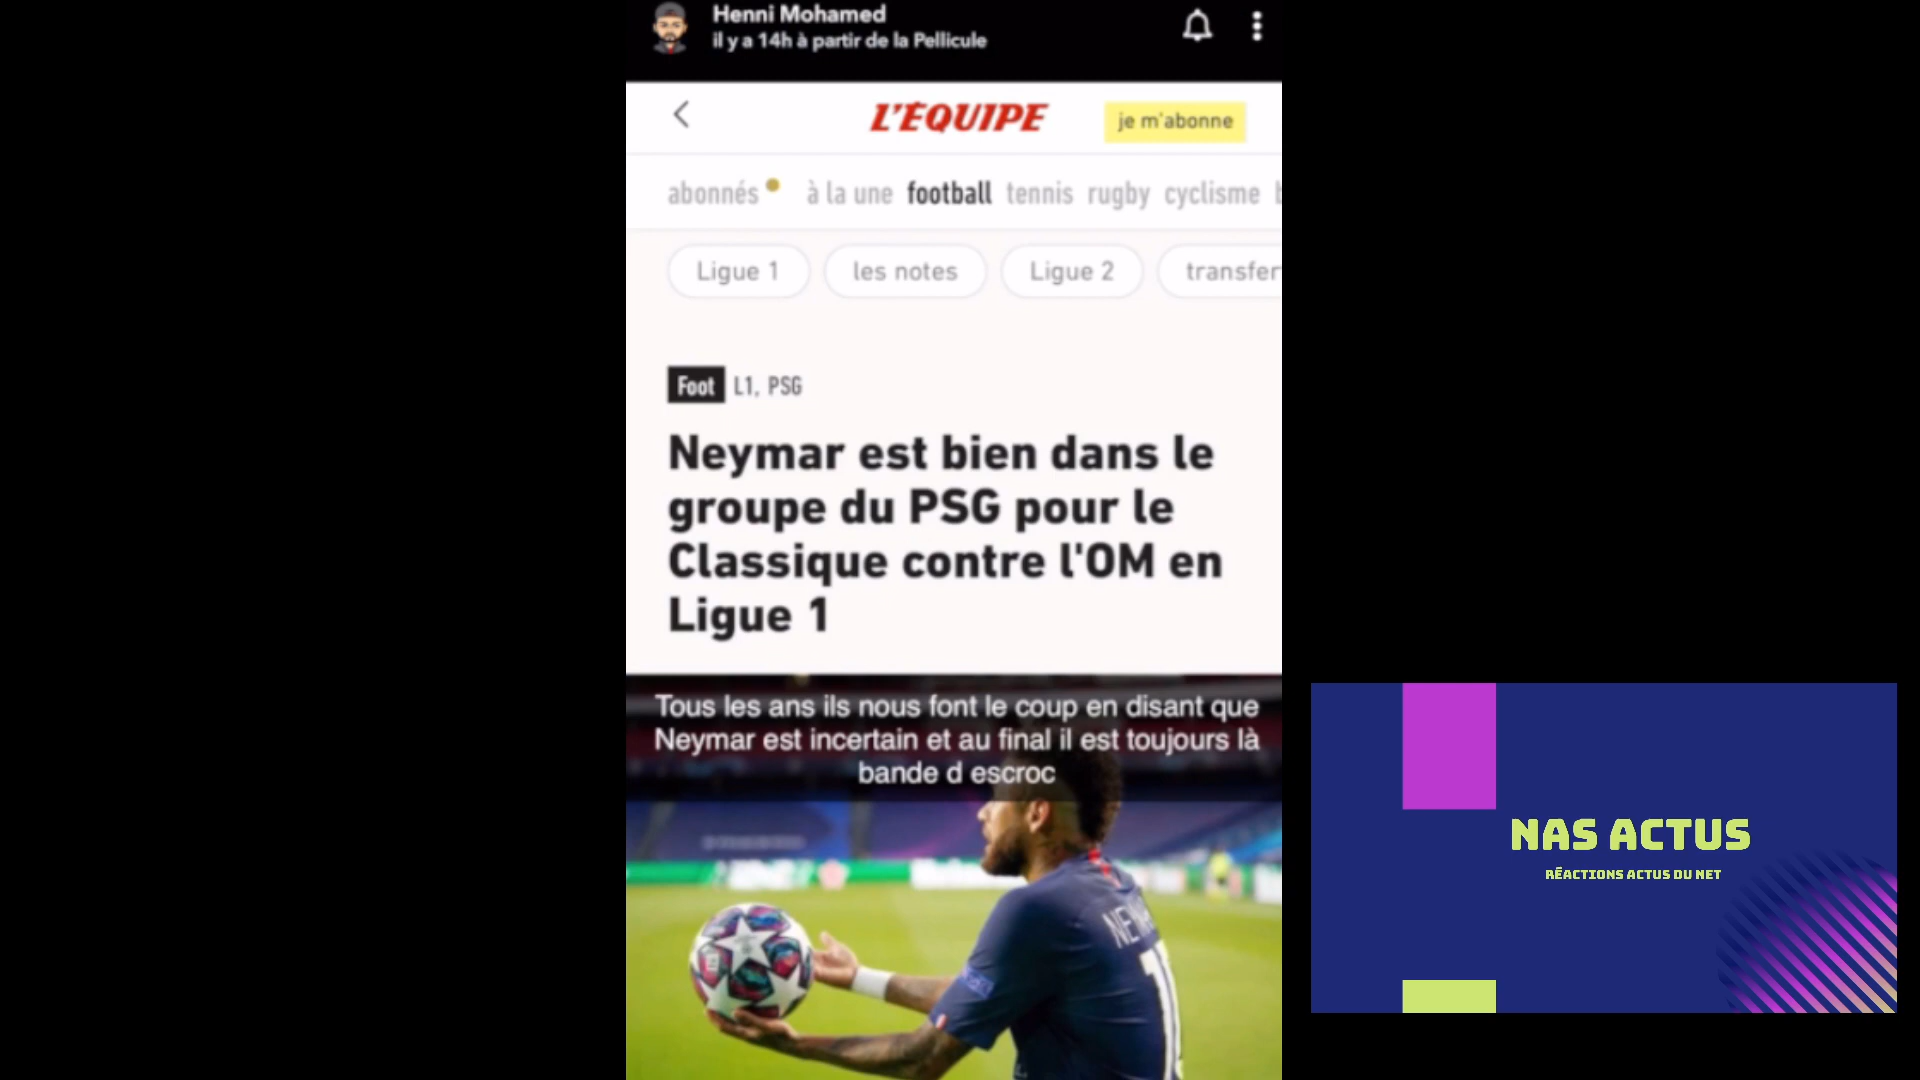 Henni Mohamed
il y a 14h à partir de la Pellicule
L'ÉQUIPE
je m'abonne
abonnés à la une football tennis rugby cyclisme
Ligue 1 les notes Ligue 2 transfer
Foot L1, PSG
Neymar est bien dans le
groupe du PSG pour le
Classique contre l'OM en
Ligue 1
Tous les ans ils nous font le coup en disant que
Neymar est incertain et au final il est toujours là
bande d escroc
NAS ACTUS
RÉACTIONS ACTUS DU NET